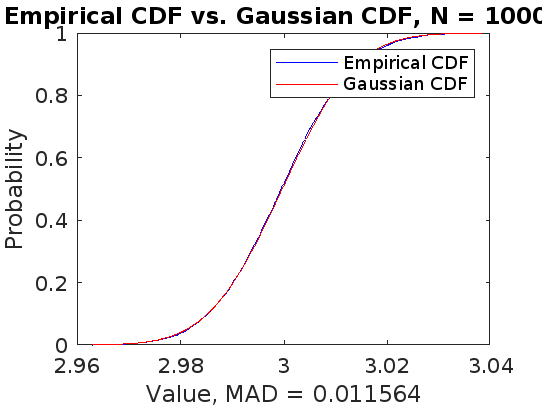 Empirical CDF vs. Gaussian CDF, N = 1000
1
0.8
0.6
0.4
0.2
0
Probability
Empirical CDF
Gaussian CDF
2.96
2.98
3
3.02
3.04
Value, MAD = 0.011564